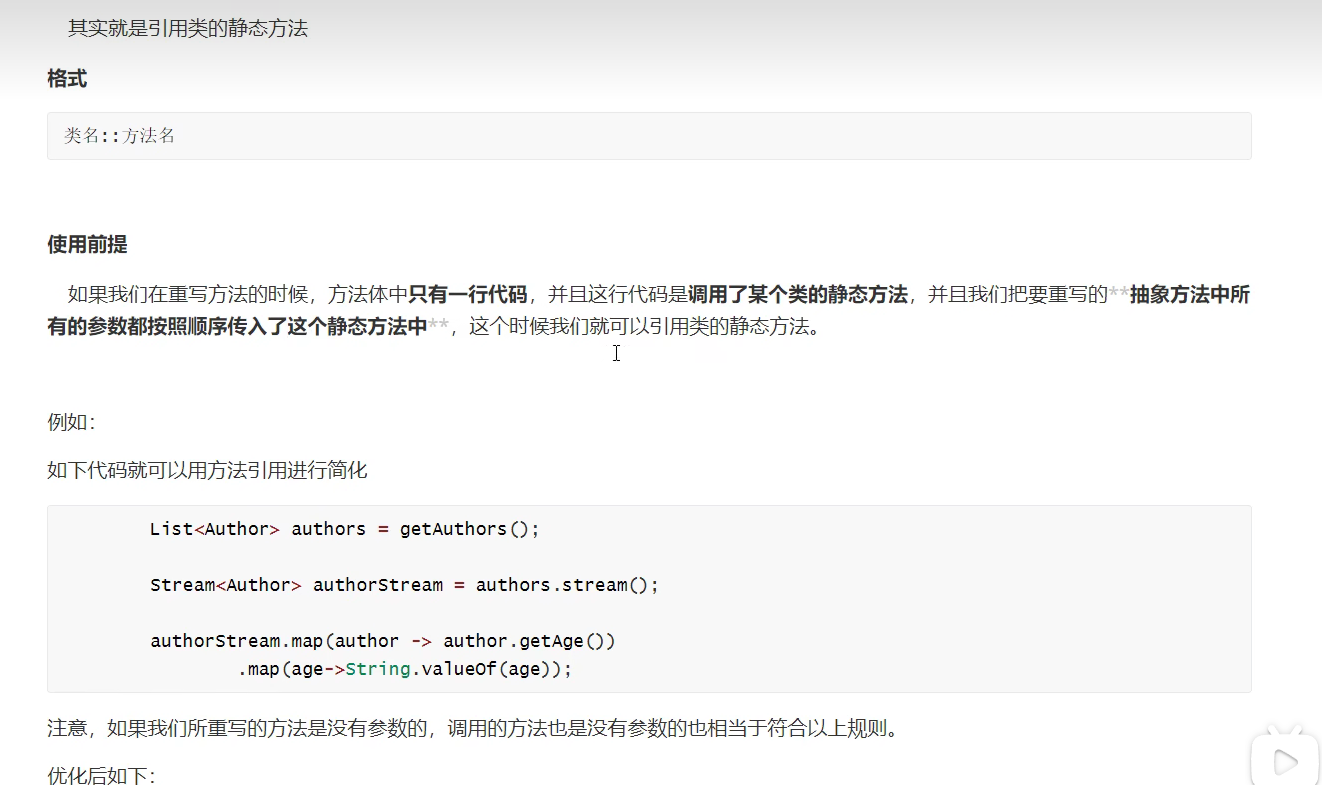 其实就是引用类的静态方法
格式
类名::方法名
使用前提
如果我们在重写方法的时候，方法体中只有一行代码，并且这行代码是调用了某个类的静态方法，并且我们把要重写的**抽象方法中所
有的参数都按照顺序传入了这个静态方法中**，这个时候我们就可以引用类的静态方法。
例如：
如下代码就可以用方法引用进行简化
List<Author> authors = getAuthors();
Stream<Author> authorStream = authors.stream();
authorStream.map(author -> author.getAge())
.map(age->String.valueOf(age));
注意，如果我们所重写的方法是没有参数的，调用的方法也是没有参数的也相当于符合以上规则。
优化后如下：